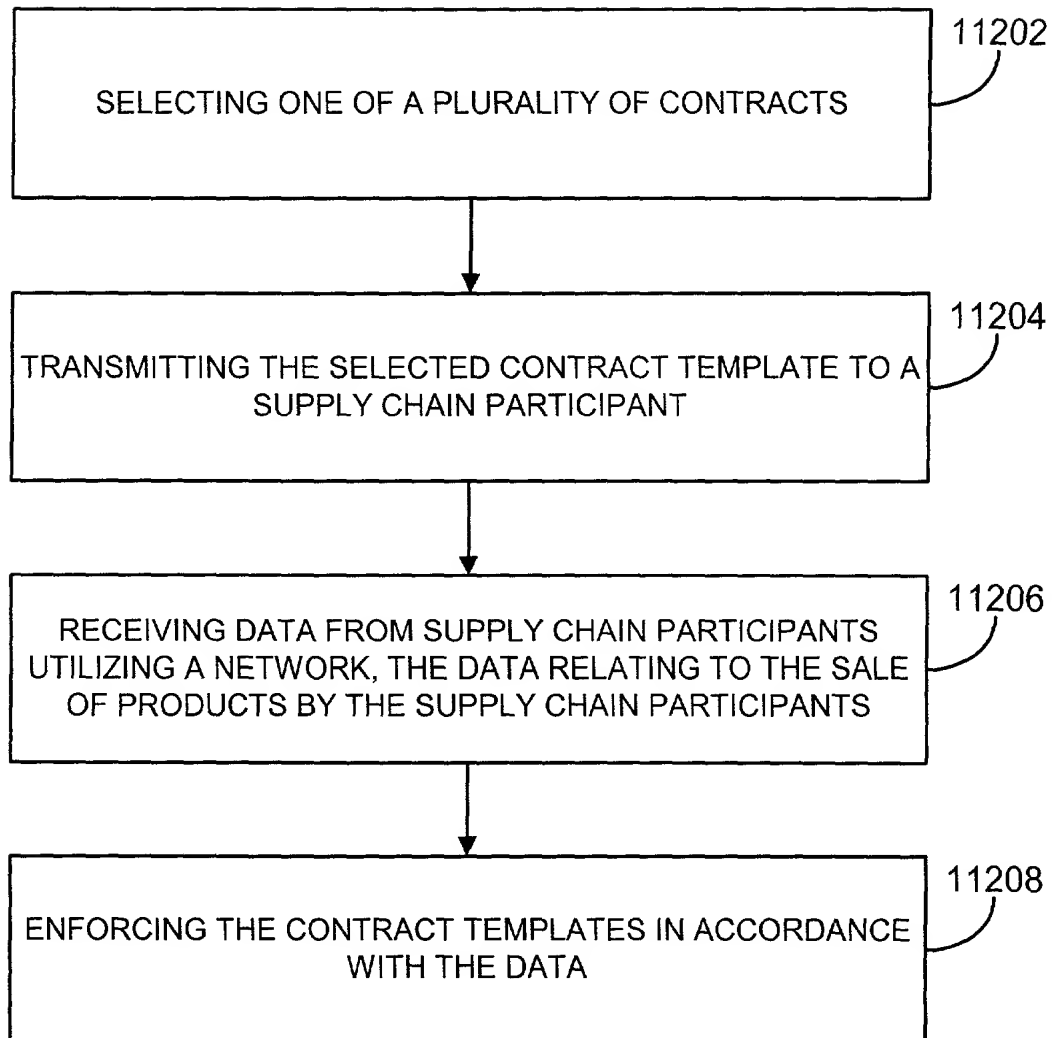 11202
SELECTING ONE OF A PLURALITY OF CONTRACTS
11204
TRANSMITTING THE SELECTED CONTRACT TEMPLATE TO A
SUPPLY CHAIN PARTICIPANT
11206
RECEIVING DATA FROM SUPPLY CHAIN PARTICIPANTS
UTILIZING A NETWORK, THE DATA RELATING TO THE SALE
OF PRODUCTS BY THE SUPPLY CHAIN PARTICIPANTS
11208
ENFORCING THE CONTRACT TEMPLATES IN ACCORDANCE
WITH THE DATA